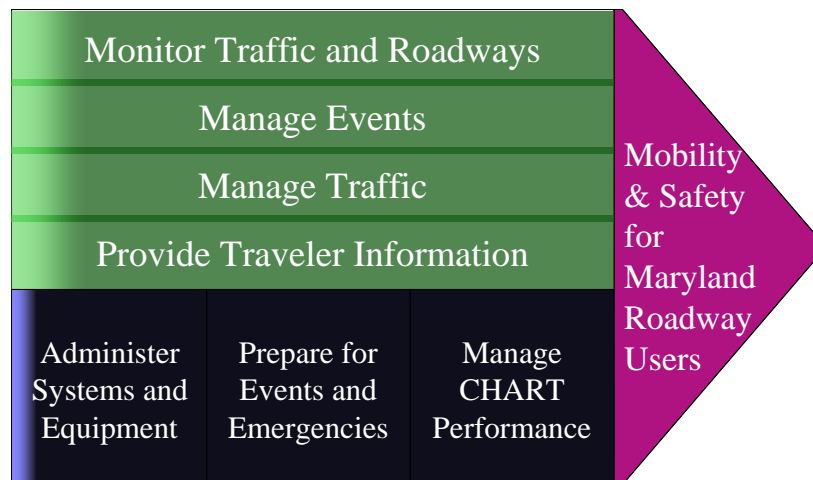 Monitor Traffic and Roadways
Manage Events
Manage Traffic
Provide Traveler Information
Administer
Systems and
Equipment
Prepare for
Events and
Emergencies
Manage
CHART
Performance
Mobility
& Safety
for
Maryland
Roadway
Users